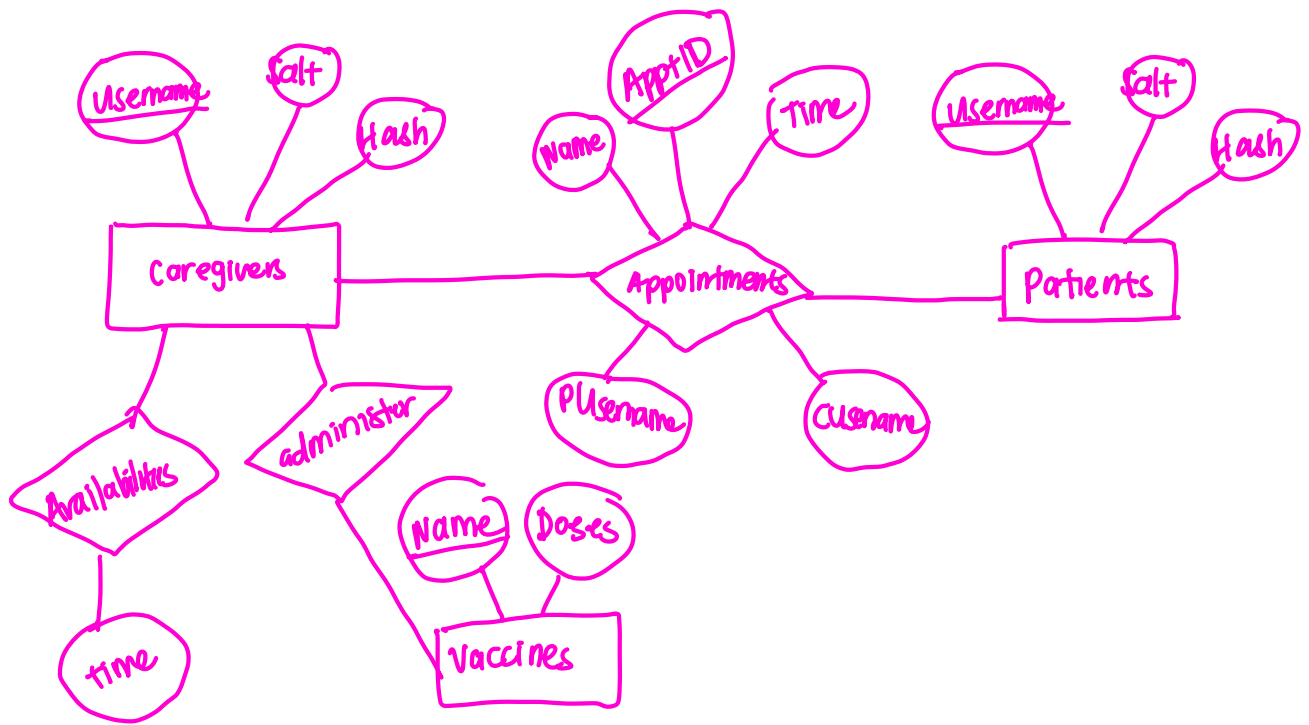 Username
Salt
Hash
Name
ApptID
Time
Username
Salt
Hash
Caregivers
Appointments
Patients
PUsername
CUsename
administer
Availabilities
Name
Doses
Vaccines
time